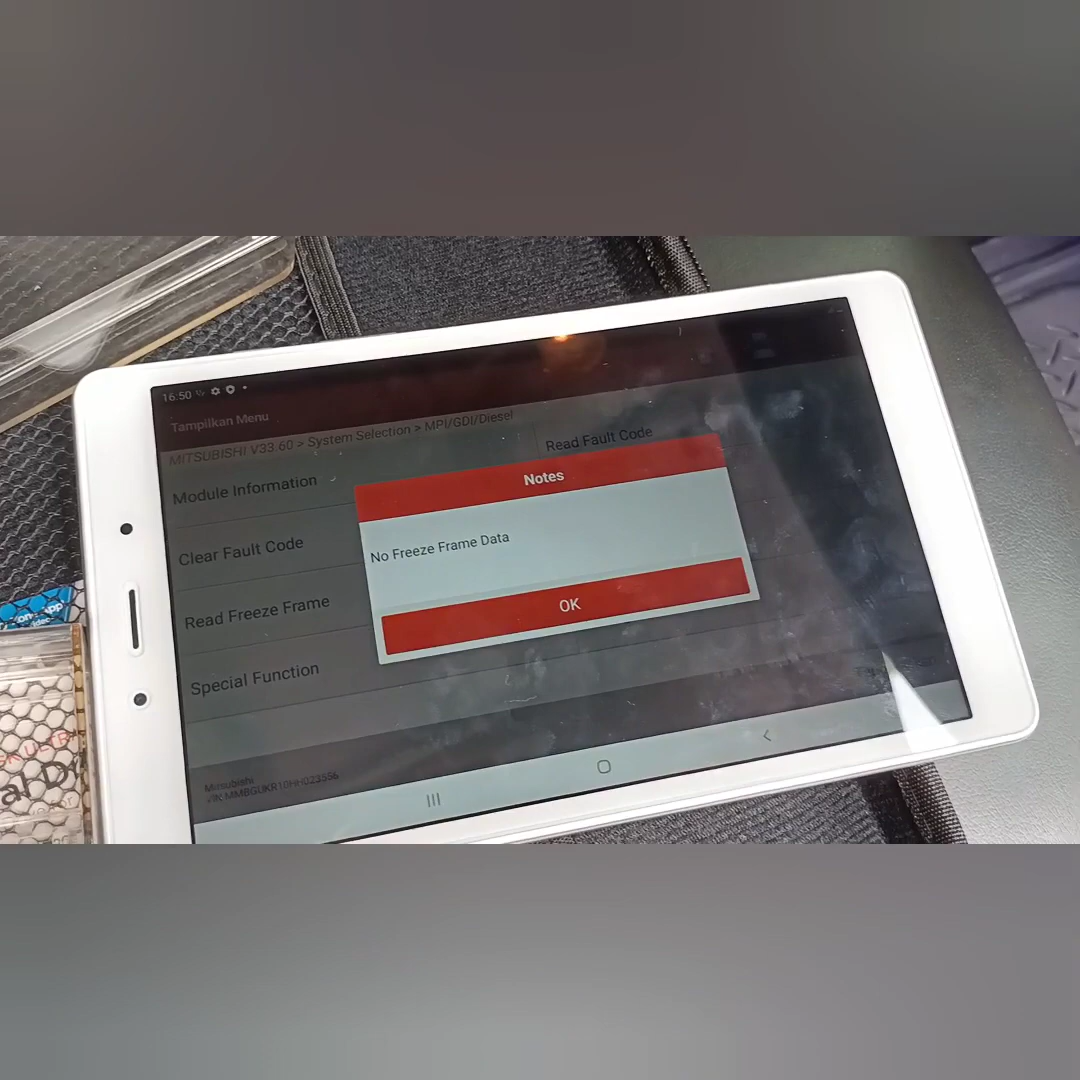 16:50
Tampilkan Menu
MITSUBISHI V33.60 > System Selection > MPI/GDI/Diesel
Module Information
Read Fault Code
Clear Fault Code
Read Freeze Frame
Special Function
Notes
No Freeze Frame Data
OK
Mitsubishi
VIN MMBGUKR10HH023556
al D